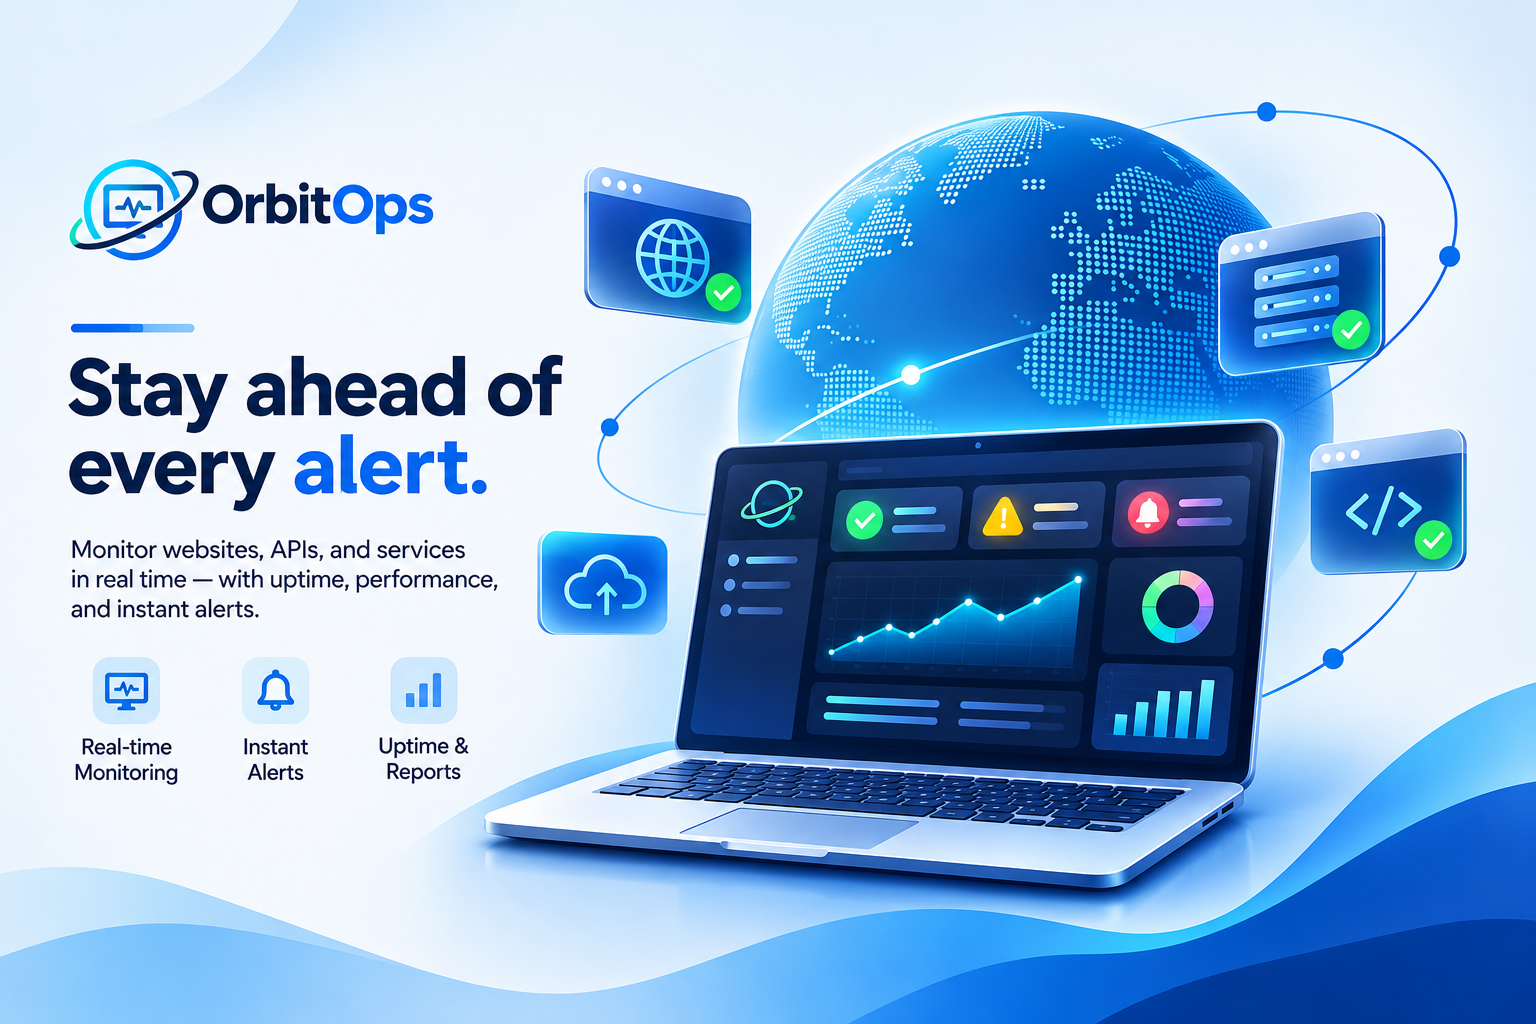 OrbitOps
Stay ahead of
every alert.
Monitor websites, APIs, and services
in real time — with uptime, performance,
and instant alerts.
Real-time
Monitoring
Instant
Alerts
Uptime &
Reports